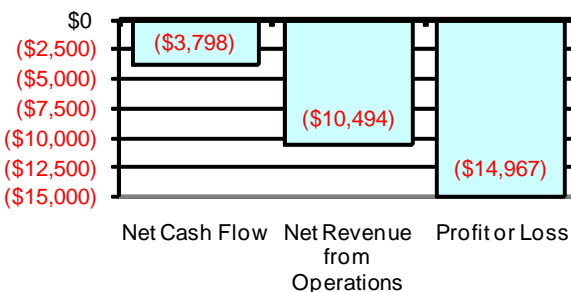 $0
($2,500)
($5,000)
($7,500)
($10,000)
($12,500)
($15,000)
($3,798)
($10,494)
($14,967)
Net Cash Flow
Net Revenue
from
Operations
Profit or Loss